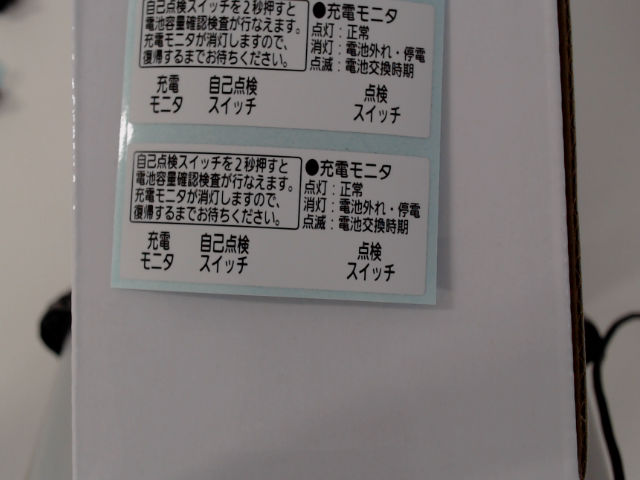 自己点検スイッチを2秒押すと
電池容量確認検査が行なえます。
充電モニタが消灯しますので、
復帰するまでお待ちください。
●充電モニタ
点灯：正常
消灯：電池外れ・停電
点滅：電池交換時期
充電
モニタ
自己点検
スイッチ
点検
スイッチ
自己点検スイッチを2秒押すと
電池容量確認検査が行なえます。
充電モニタが消灯しますので、
復帰するまでお待ちください。
●充電モニタ
点灯：正常
消灯：電池外れ・停電
点滅：電池交換時期
充電
モニタ
自己点検
スイッチ
点検
スイッチ